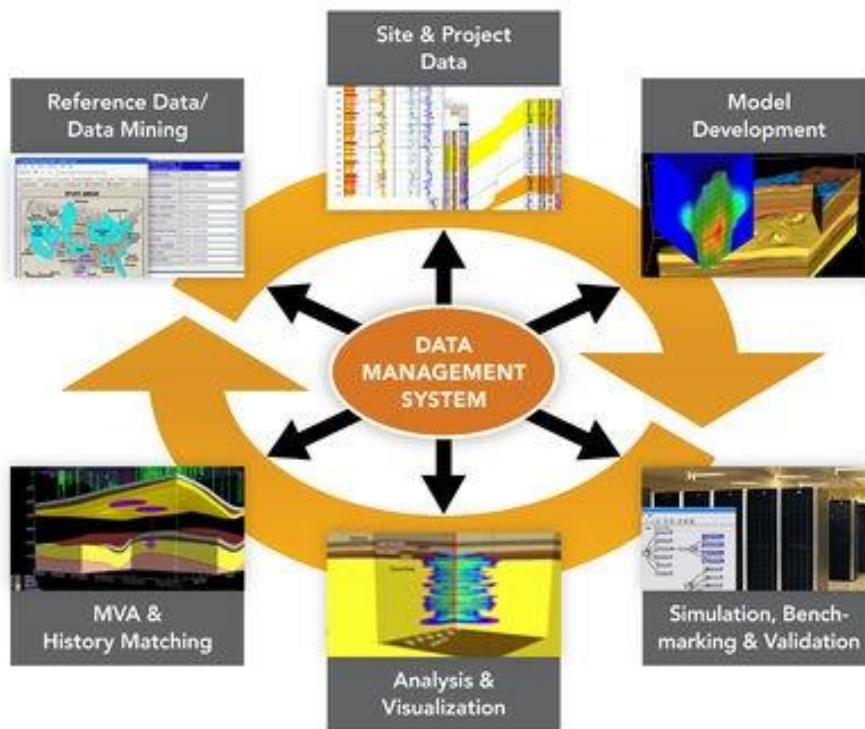 Site & Project
Data
Reference Data/
Data Mining
Model
Development
DATA
MANAGEMENT
SYSTEM
MVA &
History Matching
Analysis &
Visualization
Simulation, Bench-
marking & Validation